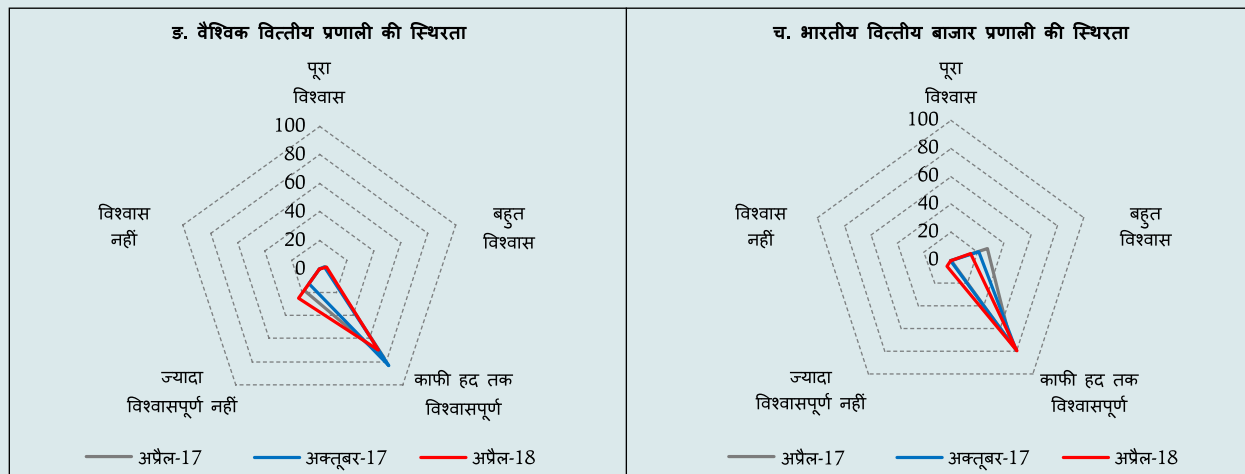 ङ. वैश्विक वित्तीय प्रणाली की स्थिरता
पूरा
विश्वास
100
80
60
40
20
0
बहुत
विश्वास
काफी हद तक
विश्वासपूर्ण
ज्यादा
विश्वासपूर्ण नहीं
विश्वास
नहीं
अप्रैल-17
अक्तूबर-17
अप्रैल-18
च. भारतीय वित्तीय बाजार प्रणाली की स्थिरता
पूरा
विश्वास
100
80
60
40
20
0
बहुत
विश्वास
काफी हद तक
विश्वासपूर्ण
ज्यादा
विश्वासपूर्ण नहीं
विश्वास
नहीं
अप्रैल-17
अक्तूबर-17
अप्रैल-18